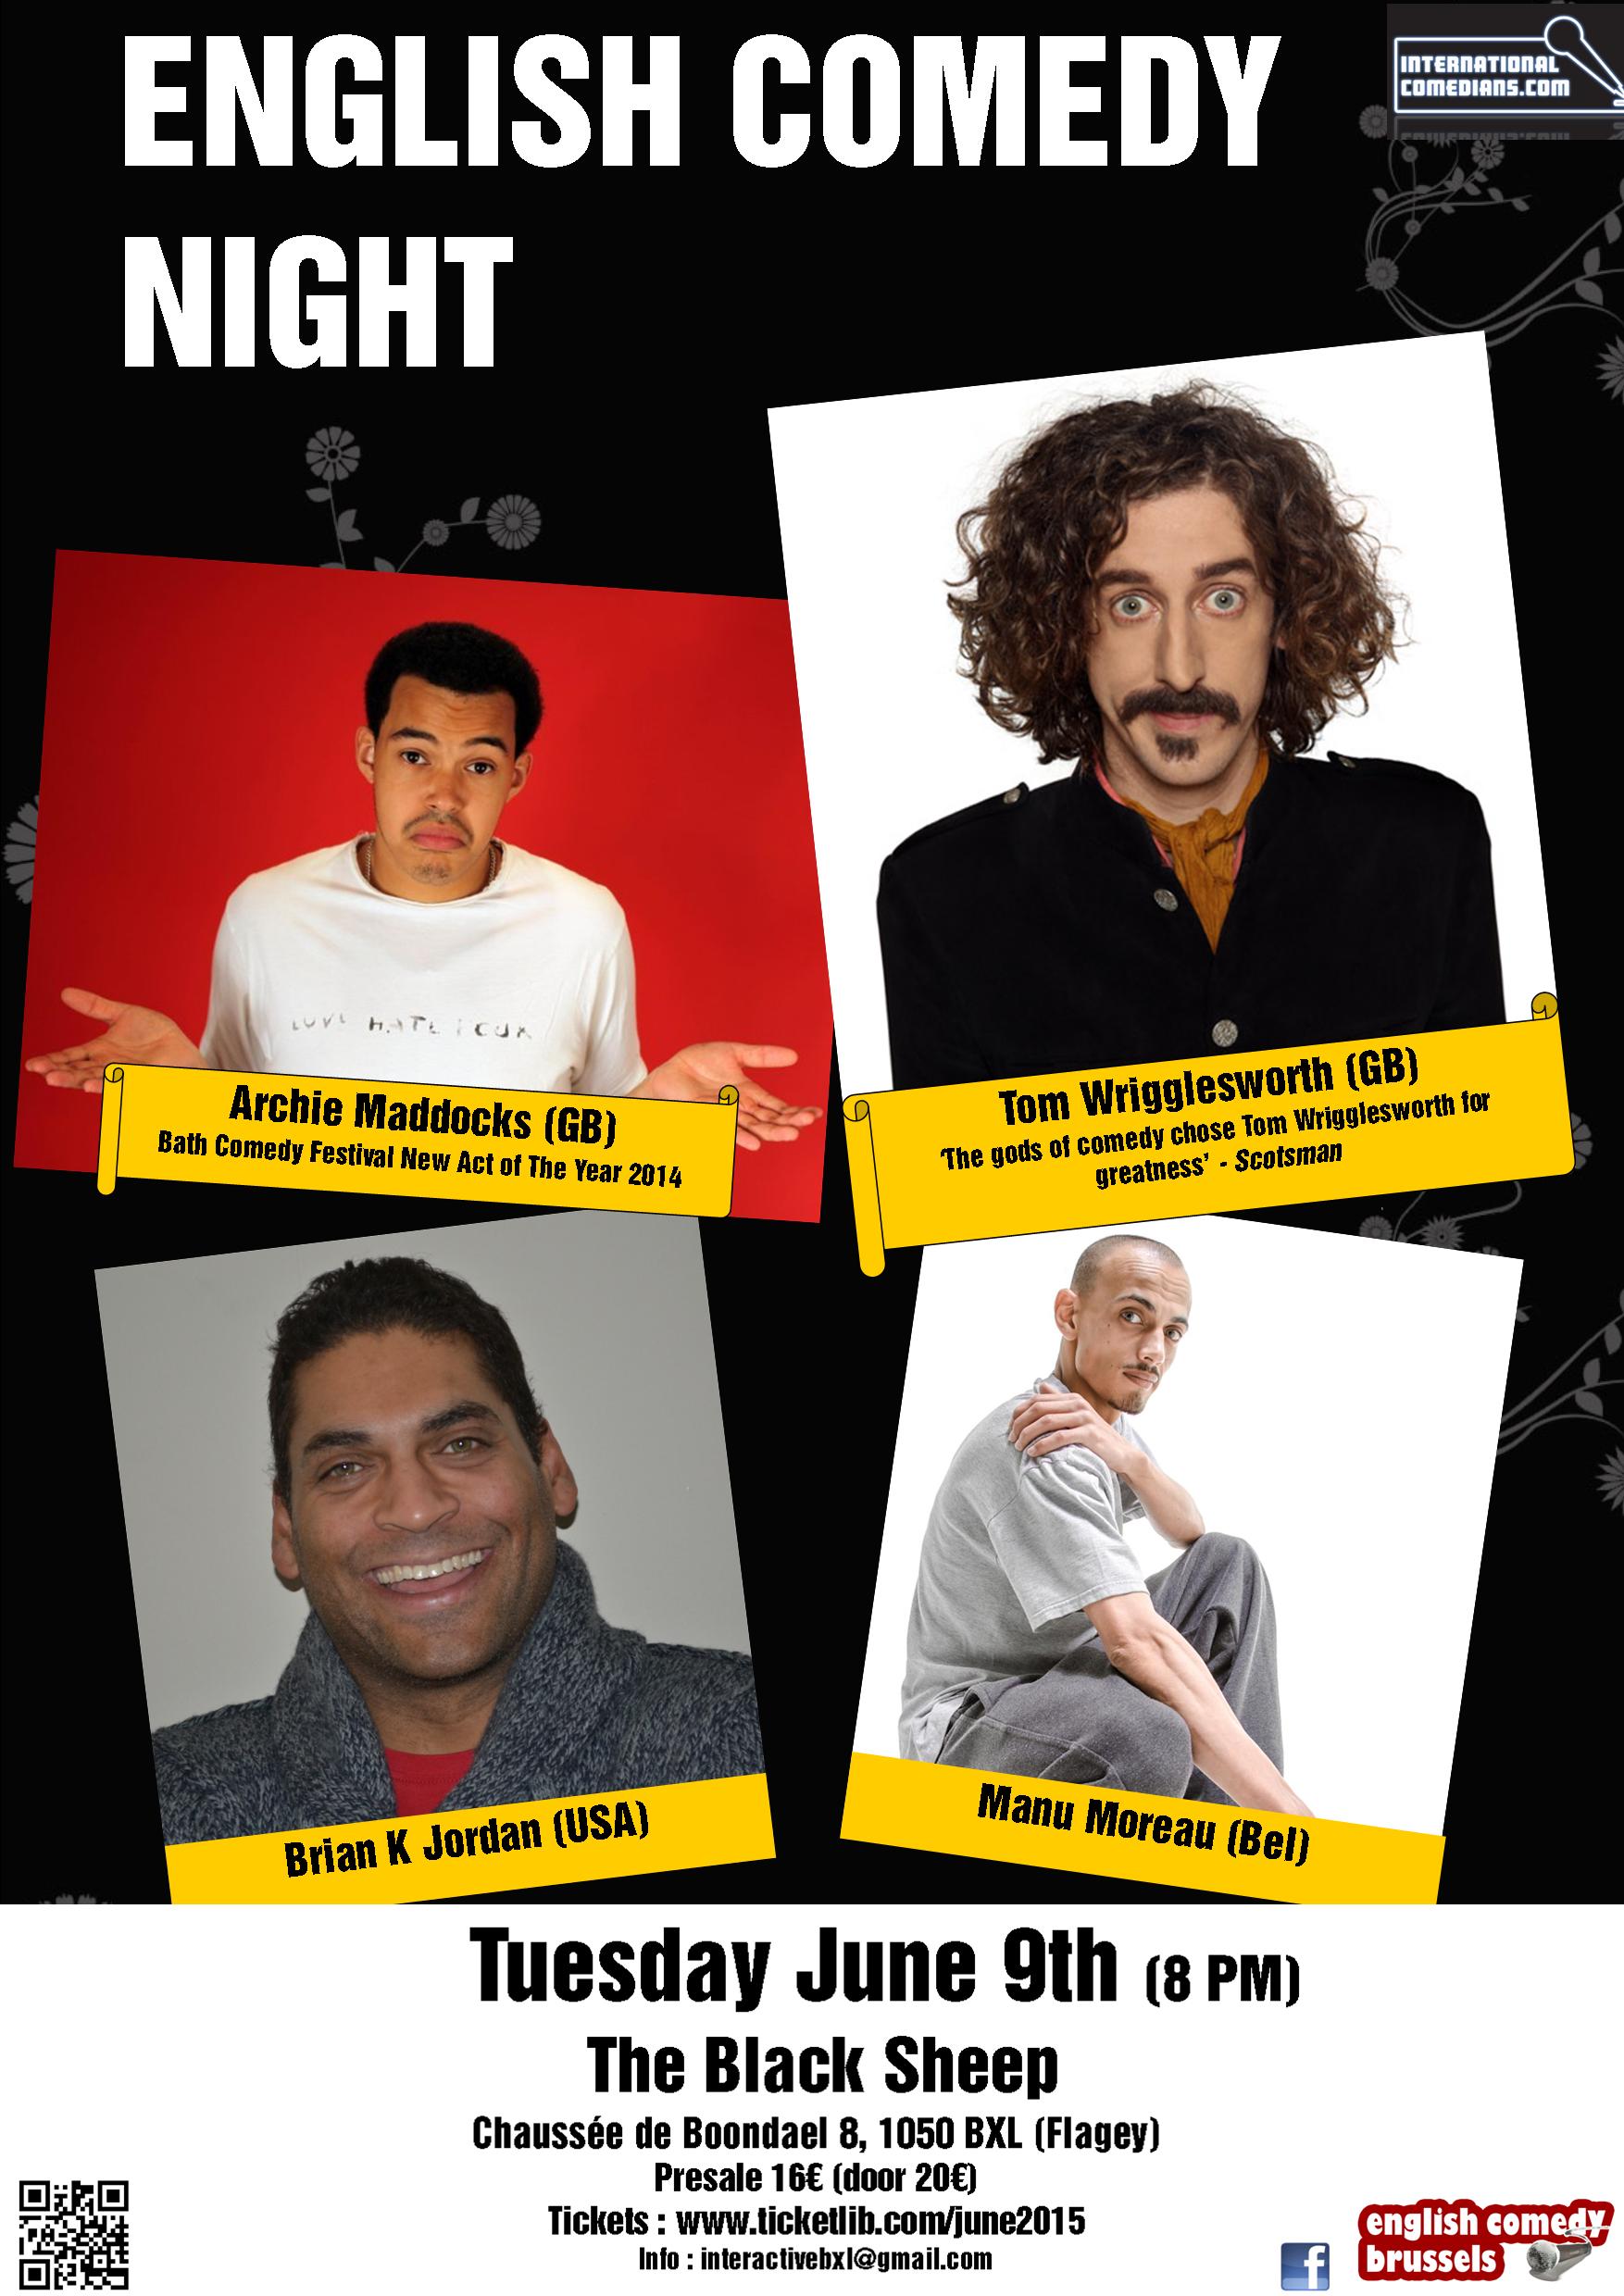 ENGLISH COMEDY
NIGHT
INTERNATIONAL
COMEDIANS.COM
LOVE HATE
Archie Maddocks (GB)
Bath Comedy Festival New Act of The Year 2014
Tom Wrigglesworth (GB)
‘The gods of comedy chose Tom Wrigglesworth for
greatness’ - Scotsman
Brian K Jordan (USA)
Manu Moreau (Bel)
Tuesday June 9th (8 PM)
The Black Sheep
Chaussée de Boondael 8, 1050 BXL (Flagey)
Presale 16€ (door 20€)
Tickets : www.ticketlib.com/june2015
Info : interactivebxl@gmail.com
f
english comedy
brussels